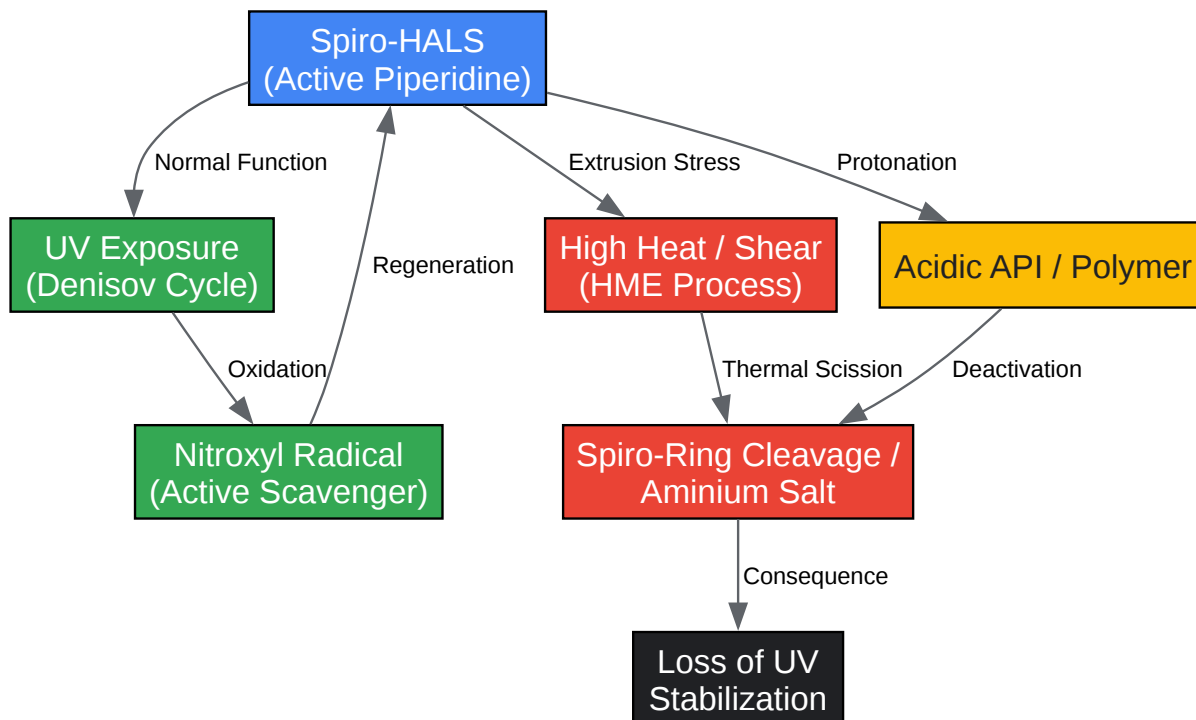 Spiro-HALS
(Active Piperidine)
Normal Function
Extrusion Stress
Protonation
UV Exposure
(Denisov Cycle)
Regeneration
High Heat / Shear
(HME Process)
Acidic API / Polymer
Oxidation
Thermal Scission
Deactivation
Nitroxyl Radical
(Active Scavenger)
Spiro-Ring Cleavage /
Aminium Salt
Consequence
Loss of UV
Stabilization